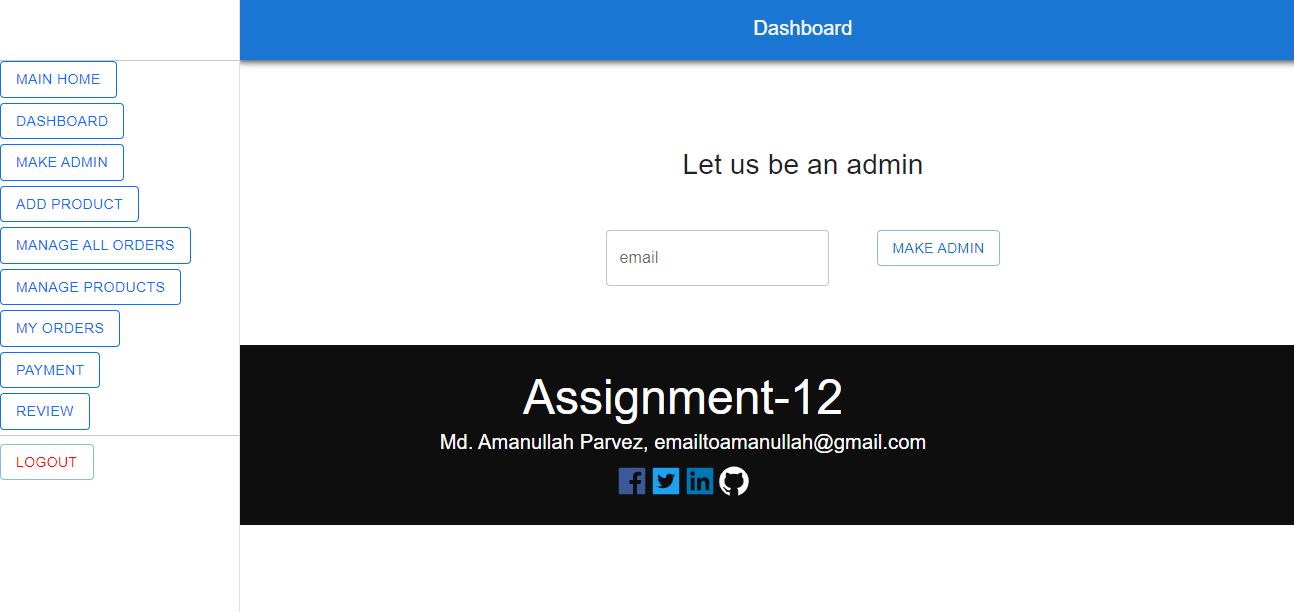 Dashboard
MAIN HOME
DASHBOARD
MAKE ADMIN
ADD PRODUCT
MANAGE ALL ORDERS
MANAGE PRODUCTS
MY ORDERS
PAYMENT
REVIEW
LOGOUT
Let us be an admin
email
MAKE ADMIN
Assignment-12
Md. Amanullah Parvez, emailtoamanullah@gmail.com